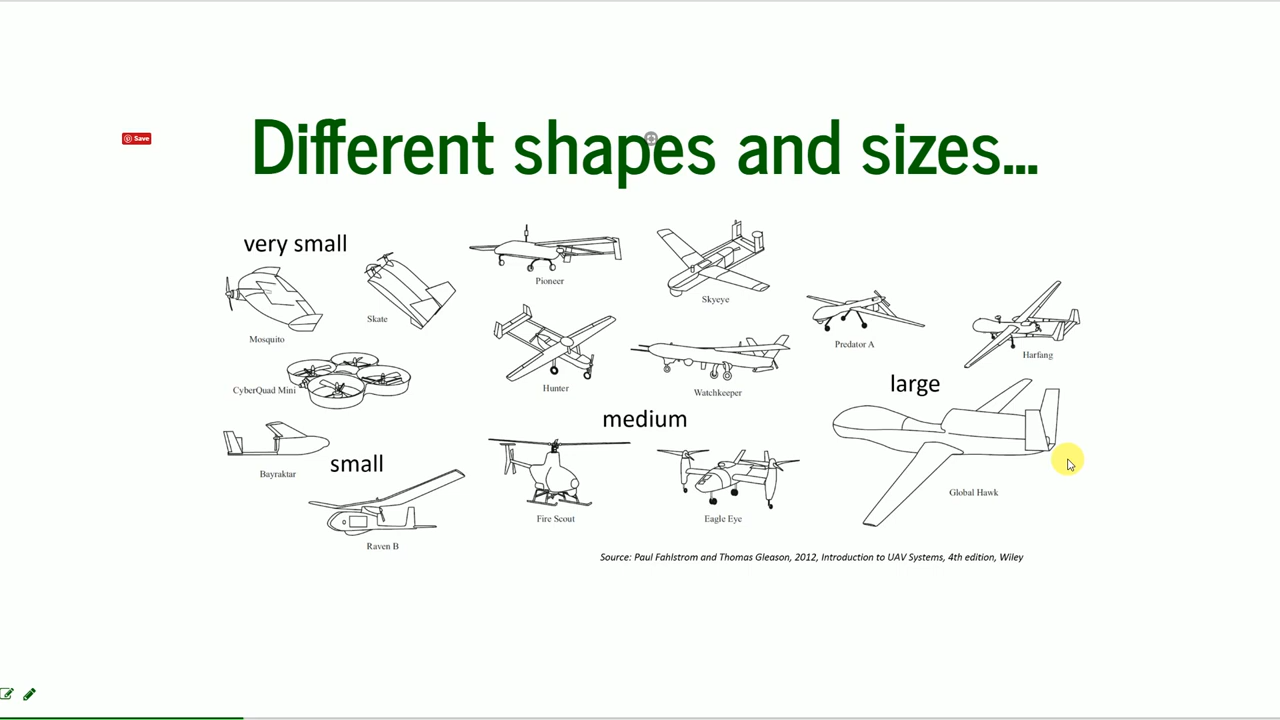 Save
Different shapes and sizes...
very small
Mosquito
Skate
CyberQuad Mini
Bayraktar
small
Raven B
Pioneer
Skyeye
Hunter
Watchkeeper
medium
Fire Scout
Eagle Eye
Predator A
Harfang
large
Global Hawk
Source: Paul Fahlstrom and Thomas Gleason, 2012, Introduction to UAV Systems, 4th edition, Wiley